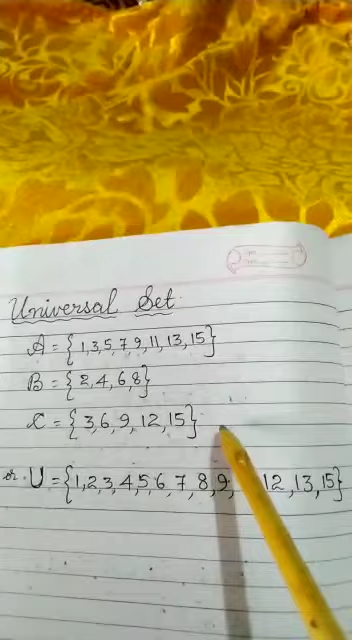 Universal Set:
A = {1,3,5,7,9,11,13,15}
B = {2,4,6,8}
C = {3,6,9,12,15}
U = {1,2,3,4,5,6,7,8,9, 12,13,15}